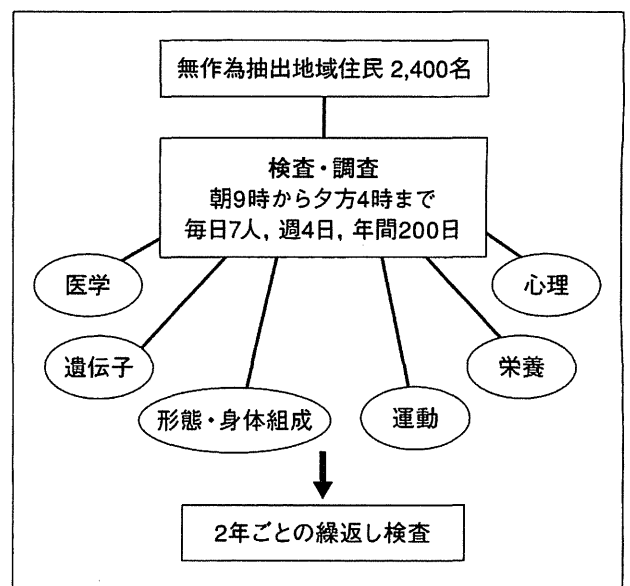 無作為抽出地域住民 2,400名
検査・調査
朝9時から夕方4時まで
毎日7人, 週4日, 年間200日
医学
心理
遺伝子
栄養
形態・身体組成
運動
2年ごとの繰返し検査